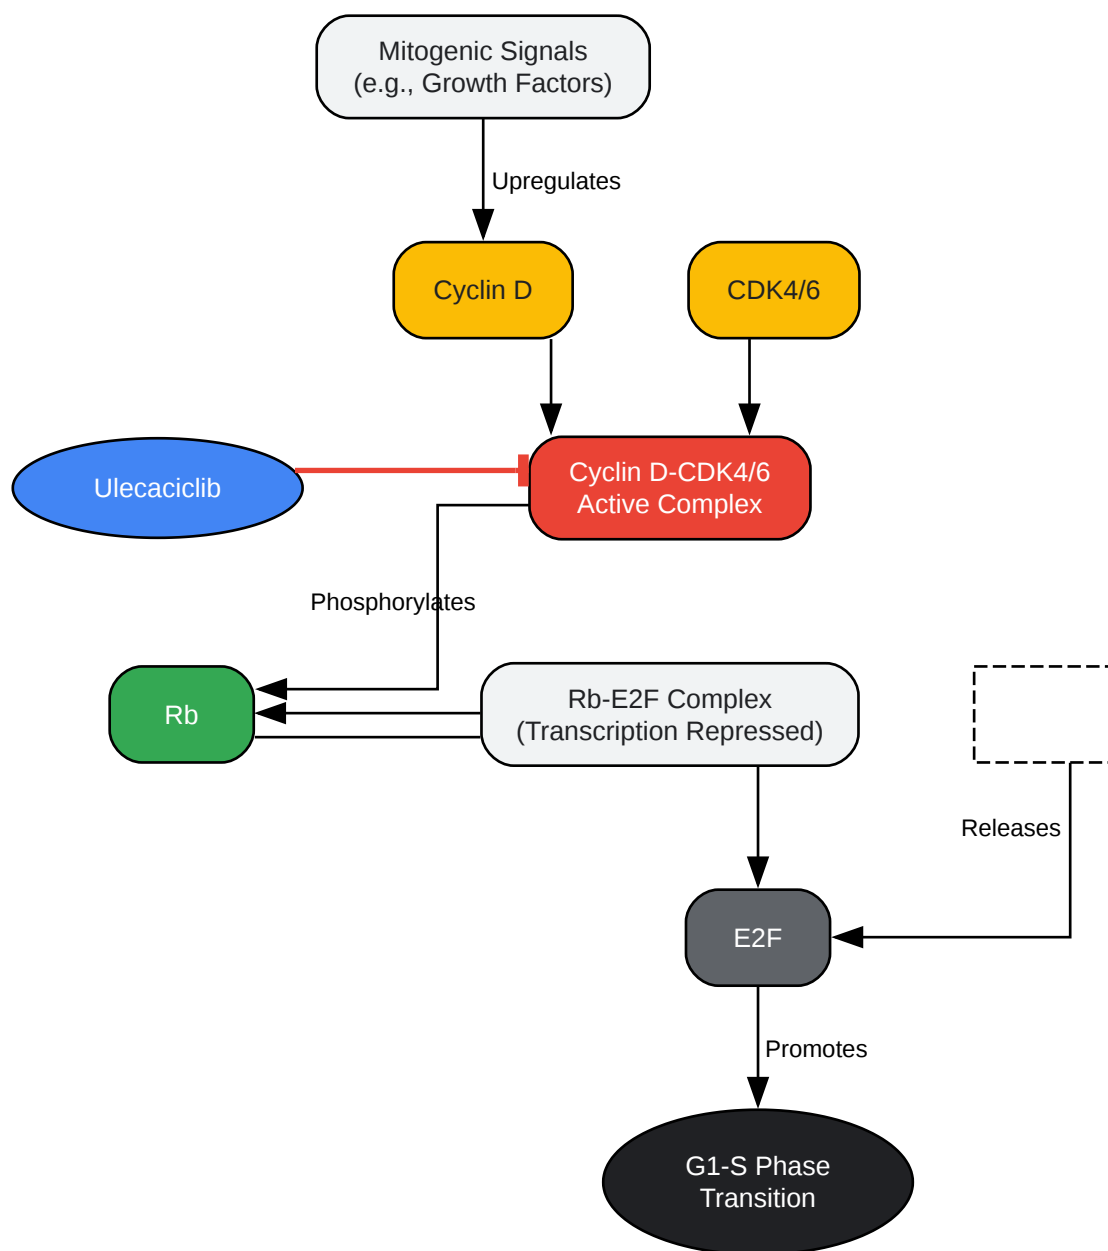 Mitogenic Signals
(e.g., Growth Factors)
Upregulates
Cyclin D
CDK4/6
Ulecaciclib
Cyclin D-CDK4/6
Active Complex
Phosphorylates
Rb
Rb-E2F Complex
(Transcription Repressed)
Releases
E2F
Promotes
G1-S Phase
Transition